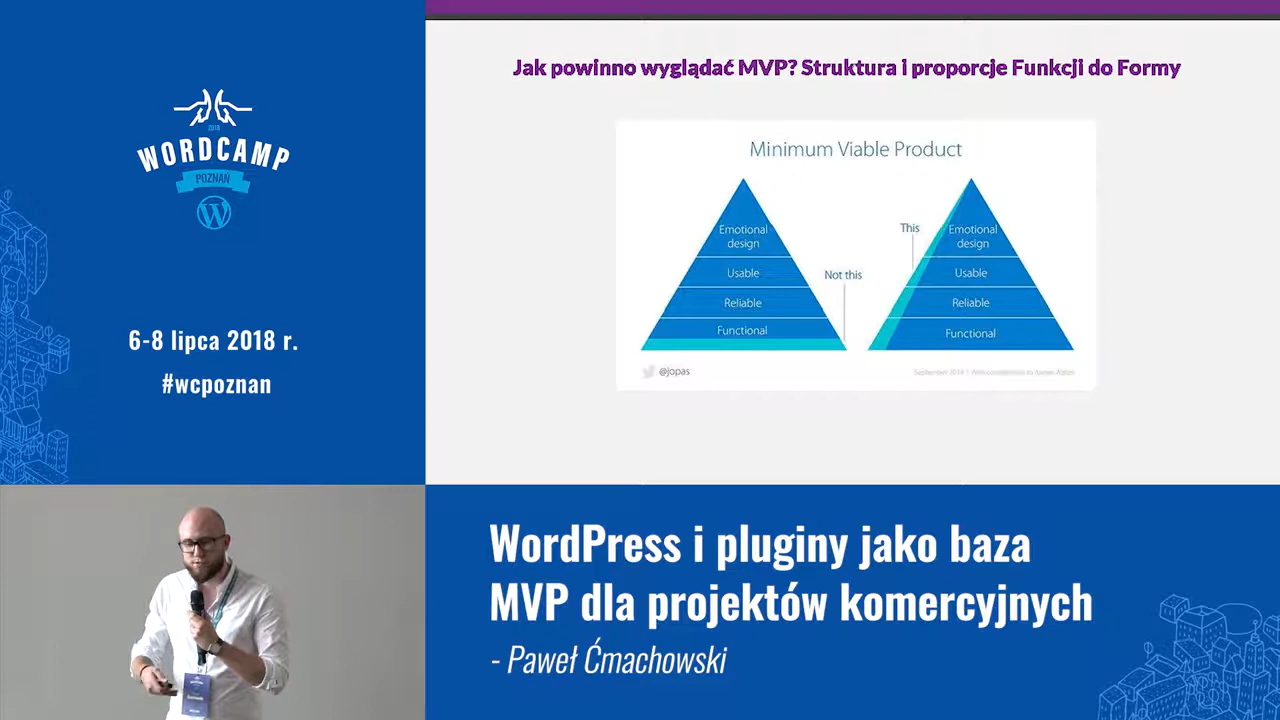 2018
WORDCAMP
POZNAŃ
6-8 lipca 2018 r.
#wcpoznan
Jak powinno wyglądać MVP? Struktura i proporcje Funkcji do Formy
Minimum Viable Product
Emotional
design
Usable
Reliable
Functional
Not this
This
Emotional
design
Usable
Reliable
Functional
@jopas
WordPress i pluginy jako baza
MVP dla projektów komercyjnych
- Paweł Ćmachowski